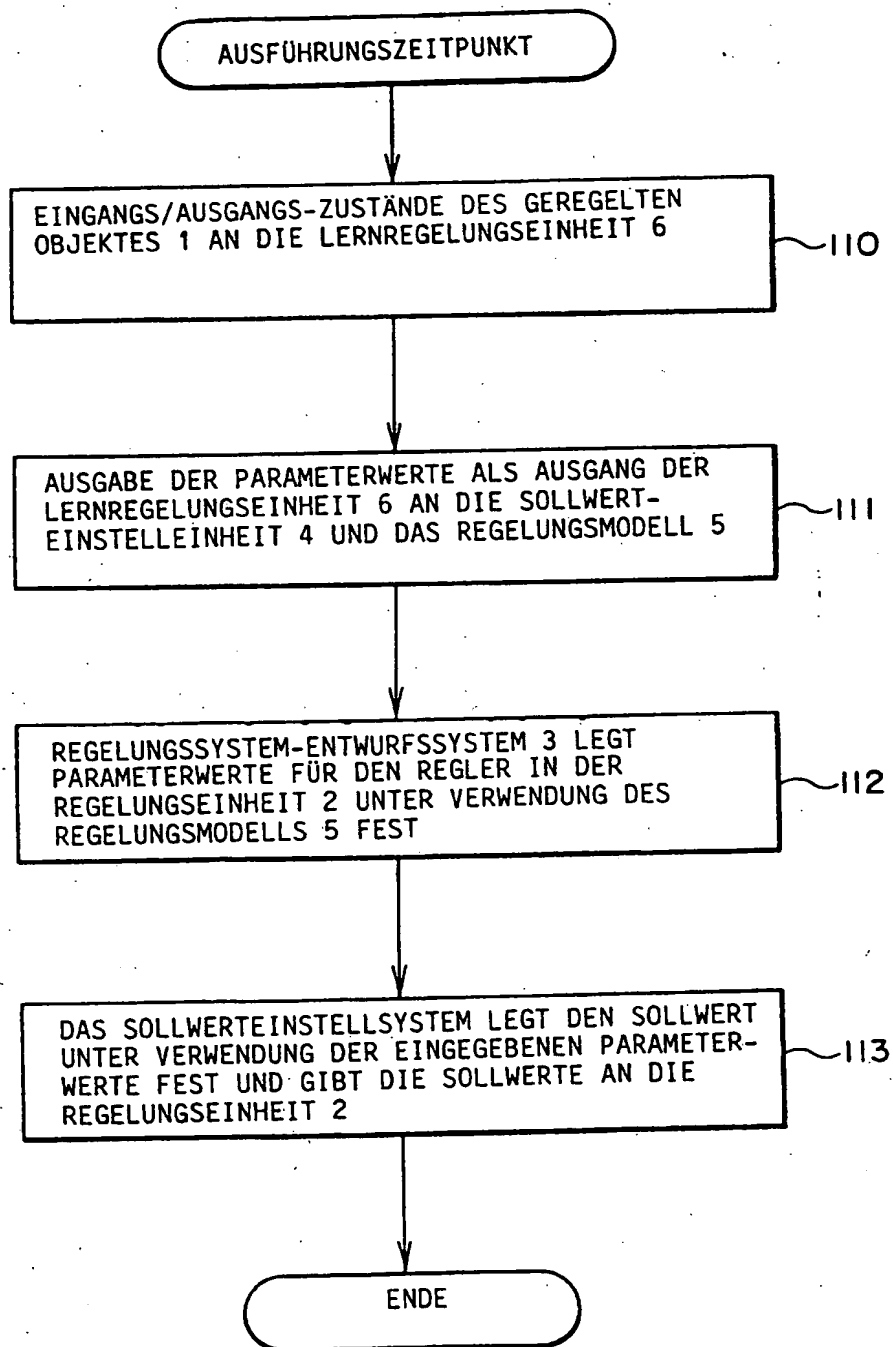 AUSFÜHRUNGSZEITPUNKT
EINGANGS/AUSGANGS-ZUSTÄNDE DES GEREGELTEN
OBJEKTES 1 AN DIE LERNREGELUNGSEINHEIT 6
110
AUSGABE DER PARAMETERWERTE ALS AUSGANG DER
LERNREGELUNGSEINHEIT 6 AN DIE SOLLWERT-
EINSTELLEINHEIT 4 UND DAS REGELUNGSMODELL 5
111
REGELUNGSSYSTEM-ENTWURFSSYSTEM 3 LEGT
PARAMETERWERTE FÜR DEN REGLER IN DER
REGELUNGSEINHEIT 2 UNTER VERWENDUNG DES
REGELUNGSMODELLS 5 FEST
112
DAS SOLLWERTEINSTELLSYSTEM LEGT DEN SOLLWERT
UNTER VERWENDUNG DER EINGEGEBENEN PARAMETER-
WERTE FEST UND GIBT DIE SOLLWERTE AN DIE
REGELUNGSEINHEIT 2
113
ENDE